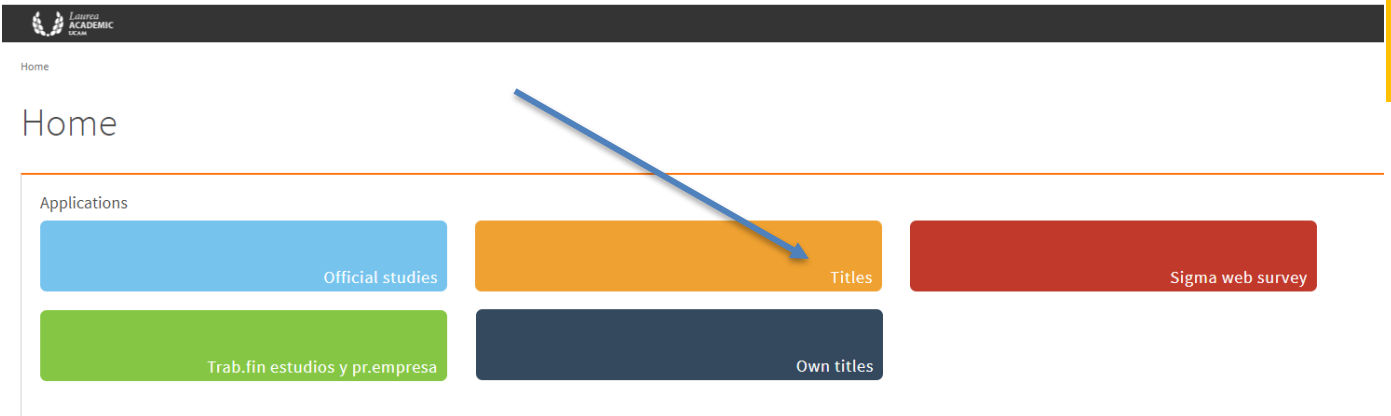 Laurea
ACADEMIC
UCAM
Home
Home
Applications
Official studies
Titles
Sigma web survey
Trab.fin estudios y pr.empresa
Own titles